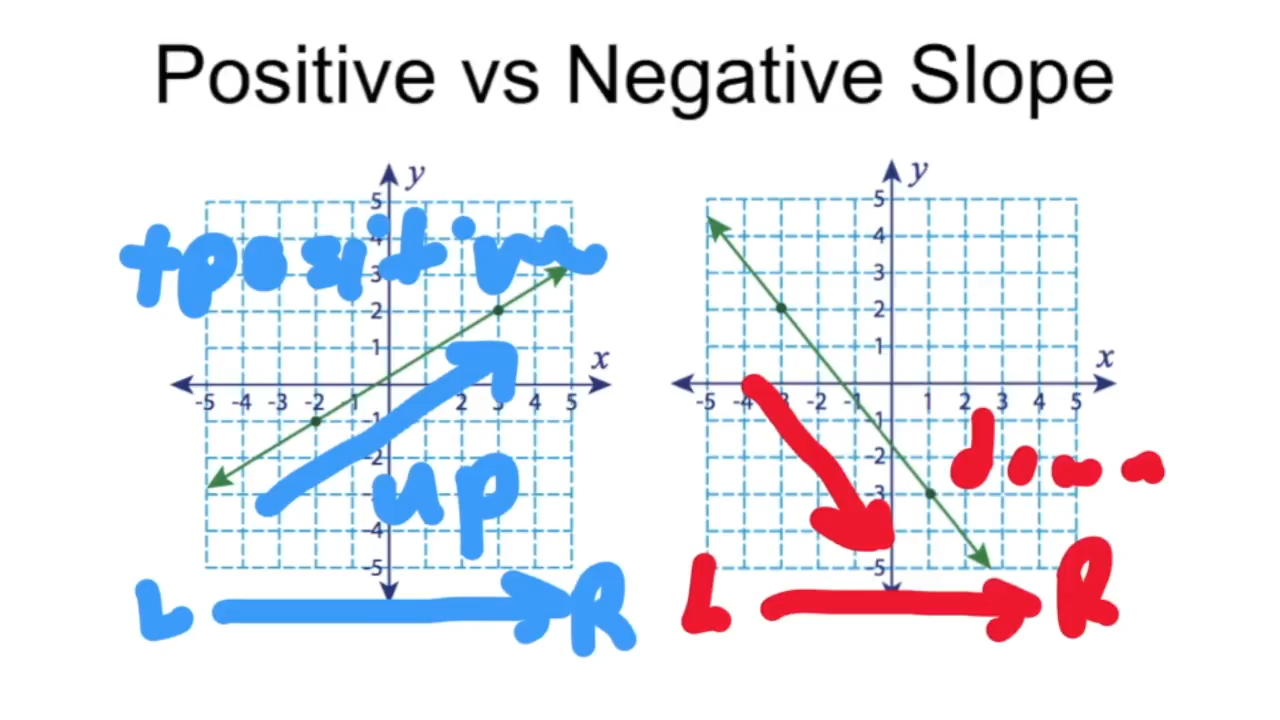 Positive vs Negative Slope
y
5
4
3
2
1
x
-5 -4 -3 -2 -1 2 3 4 5
-1
-2
-3
-4
-5
+positive
up
L R
y
5
4
3
2
1
x
-5 -4 -3 -2 -1 1 2 3 4 5
-1
-2
-3
-5
down
L R